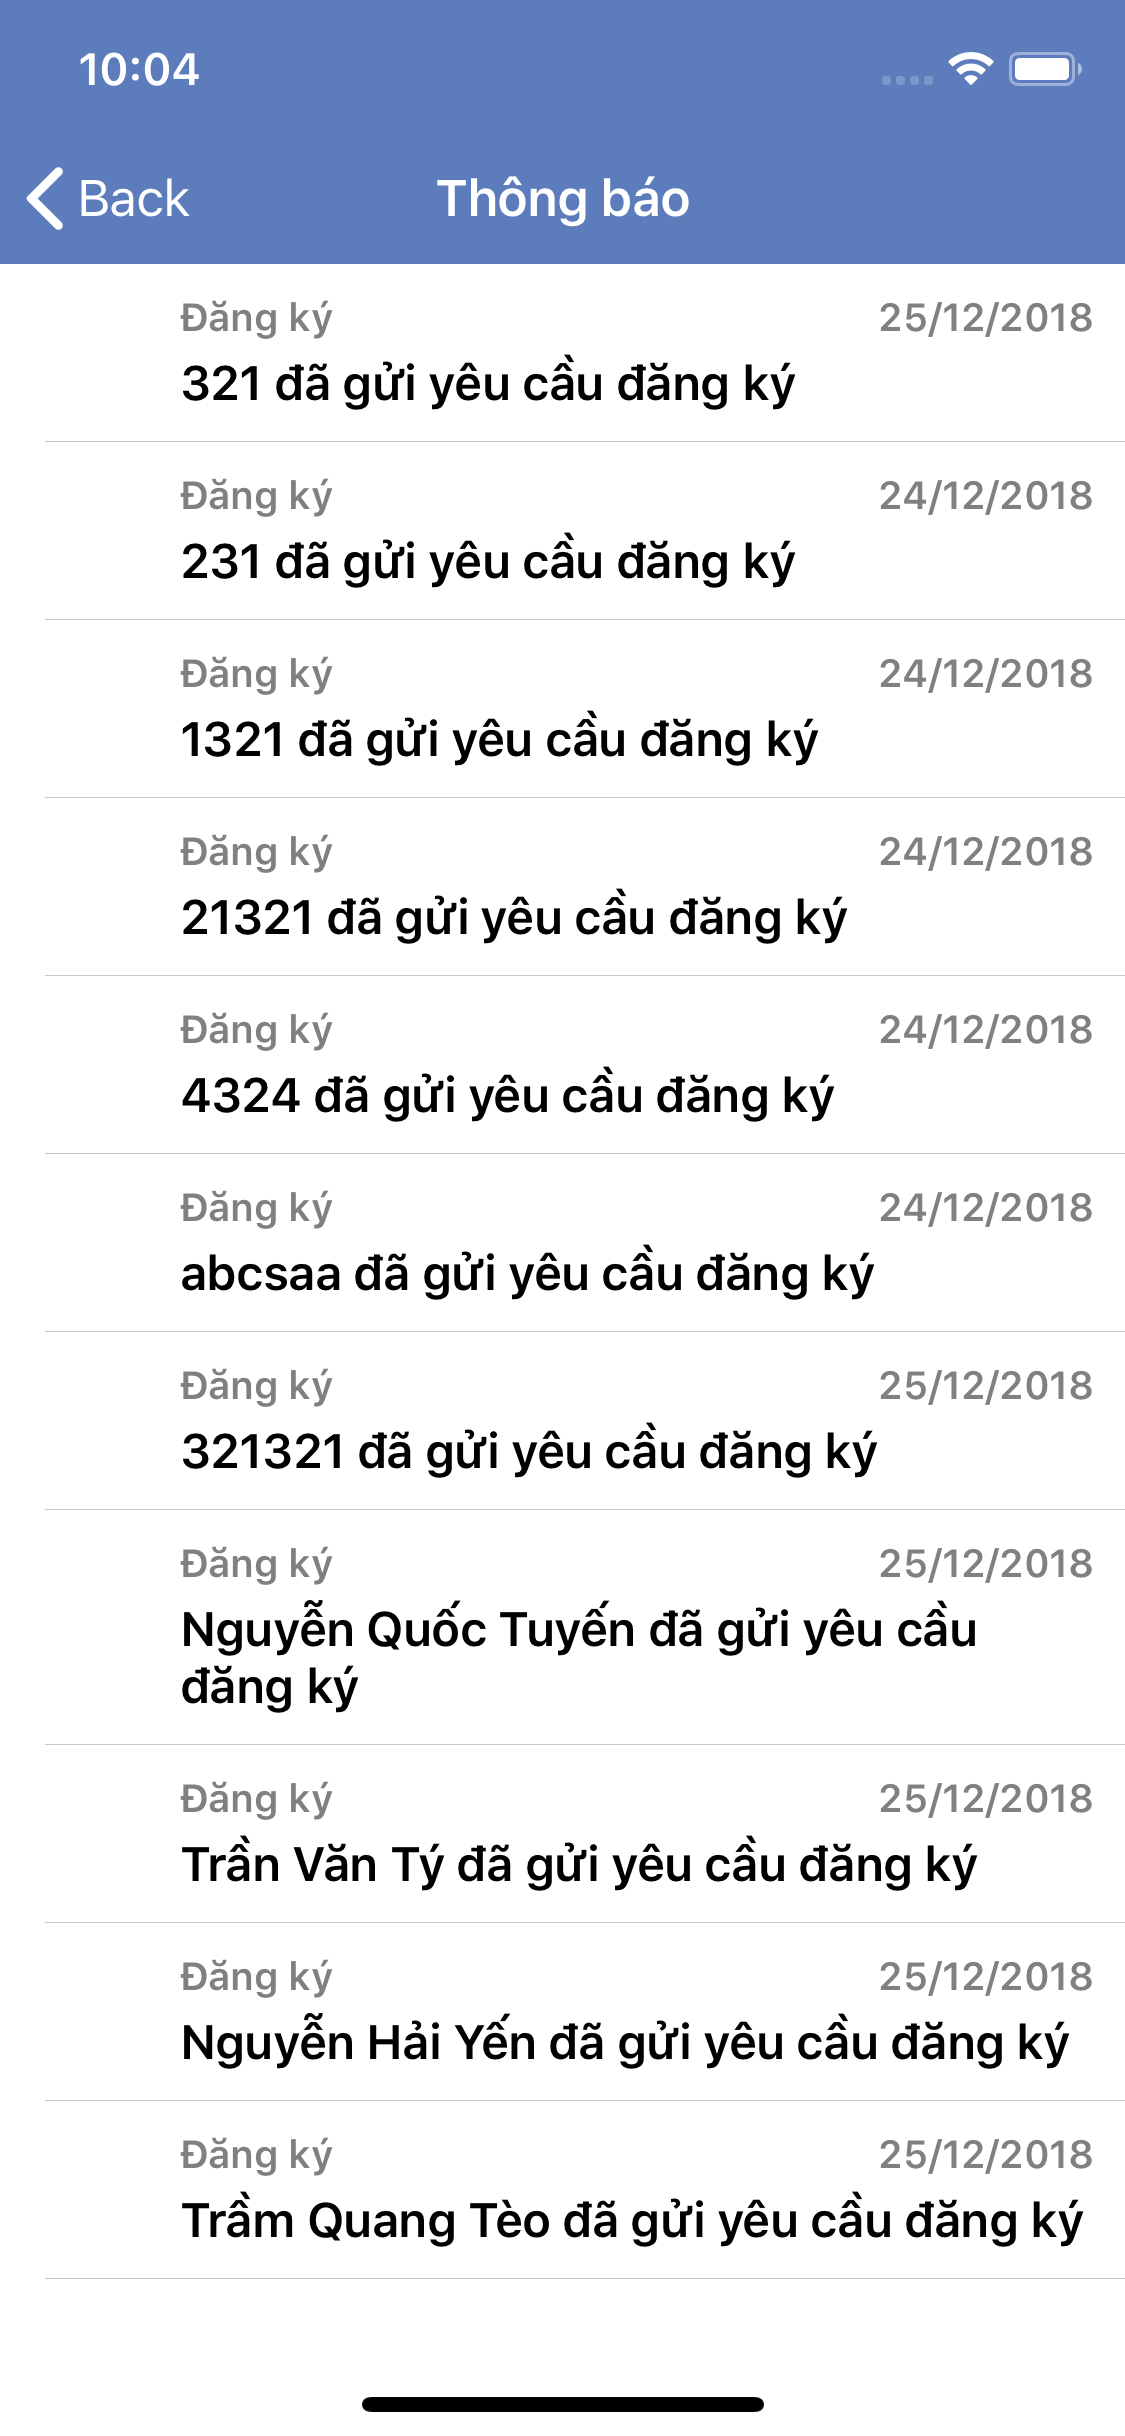 10:04
Back
Thông báo
Đăng ký 25/12/2018
321 đã gửi yêu cầu đăng ký
Đăng ký 24/12/2018
231 đã gửi yêu cầu đăng ký
Đăng ký 24/12/2018
1321 đã gửi yêu cầu đăng ký
Đăng ký 24/12/2018
21321 đã gửi yêu cầu đăng ký
Đăng ký 24/12/2018
4324 đã gửi yêu cầu đăng ký
Đăng ký 24/12/2018
abcsaa đã gửi yêu cầu đăng ký
Đăng ký 25/12/2018
321321 đã gửi yêu cầu đăng ký
Đăng ký 25/12/2018
Nguyễn Quốc Tuyến đã gửi yêu cầu
đăng ký
Đăng ký 25/12/2018
Trần Văn Tý đã gửi yêu cầu đăng ký
Đăng ký 25/12/2018
Nguyễn Hải Yến đã gửi yêu cầu đăng ký
Đăng ký 25/12/2018
Trầm Quang Tèo đã gửi yêu cầu đăng ký